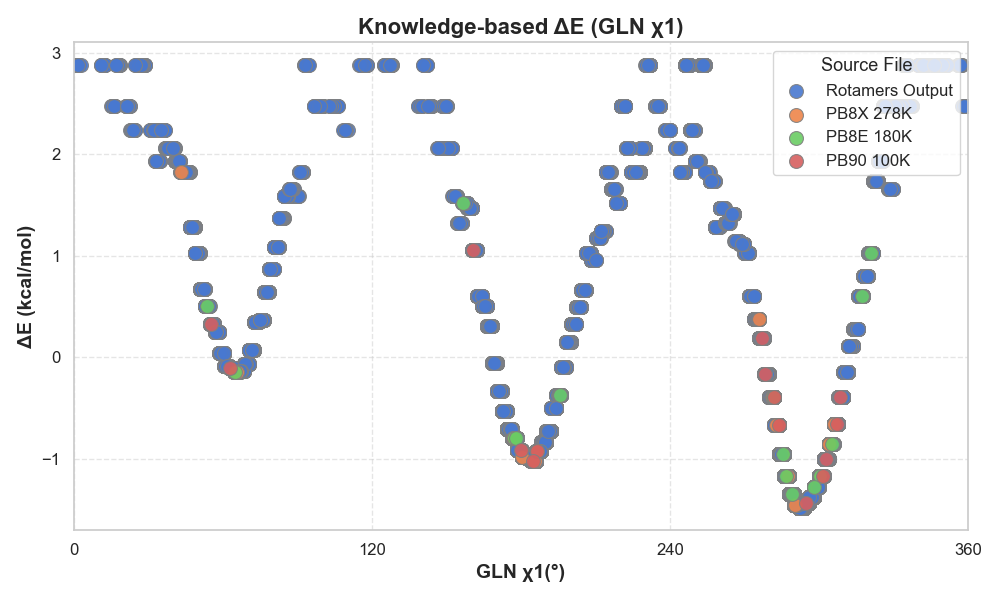 Knowledge-based ΔE (GLN χ1)
Source File
Rotamers Output
PB8X 278K
PB8E 180K
PB90 100K
3
2
1
0
−1
ΔE (kcal/mol)
0 120 240 360
GLN χ1(°)